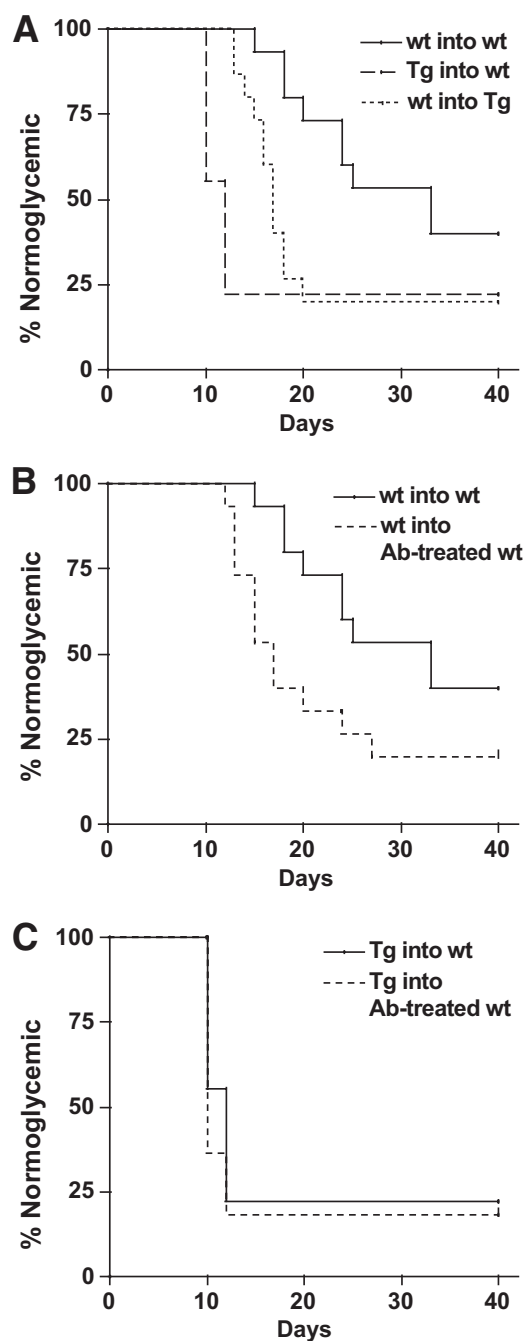 A
100
75
50
25
0
% Normoglycemic
wt into wt
Tg into wt
wt into Tg
0 10 20 30 40
Days
B
100
75
50
25
0
% Normoglycemic
wt into wt
wt into
Ab-treated wt
0 10 20 30 40
Days
C
100
75
50
25
0
% Normoglycemic
Tg into wt
Tg into
Ab-treated wt
0 10 20 30 40
Days